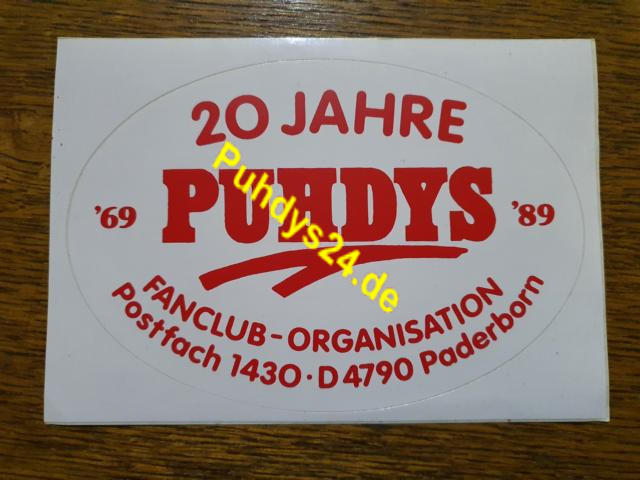 20 JAHRE
'69 PUHDYS '89
Puhdys24.de
FANCLUB-ORGANISATION
Postfach 1430 · D 4790 Paderborn